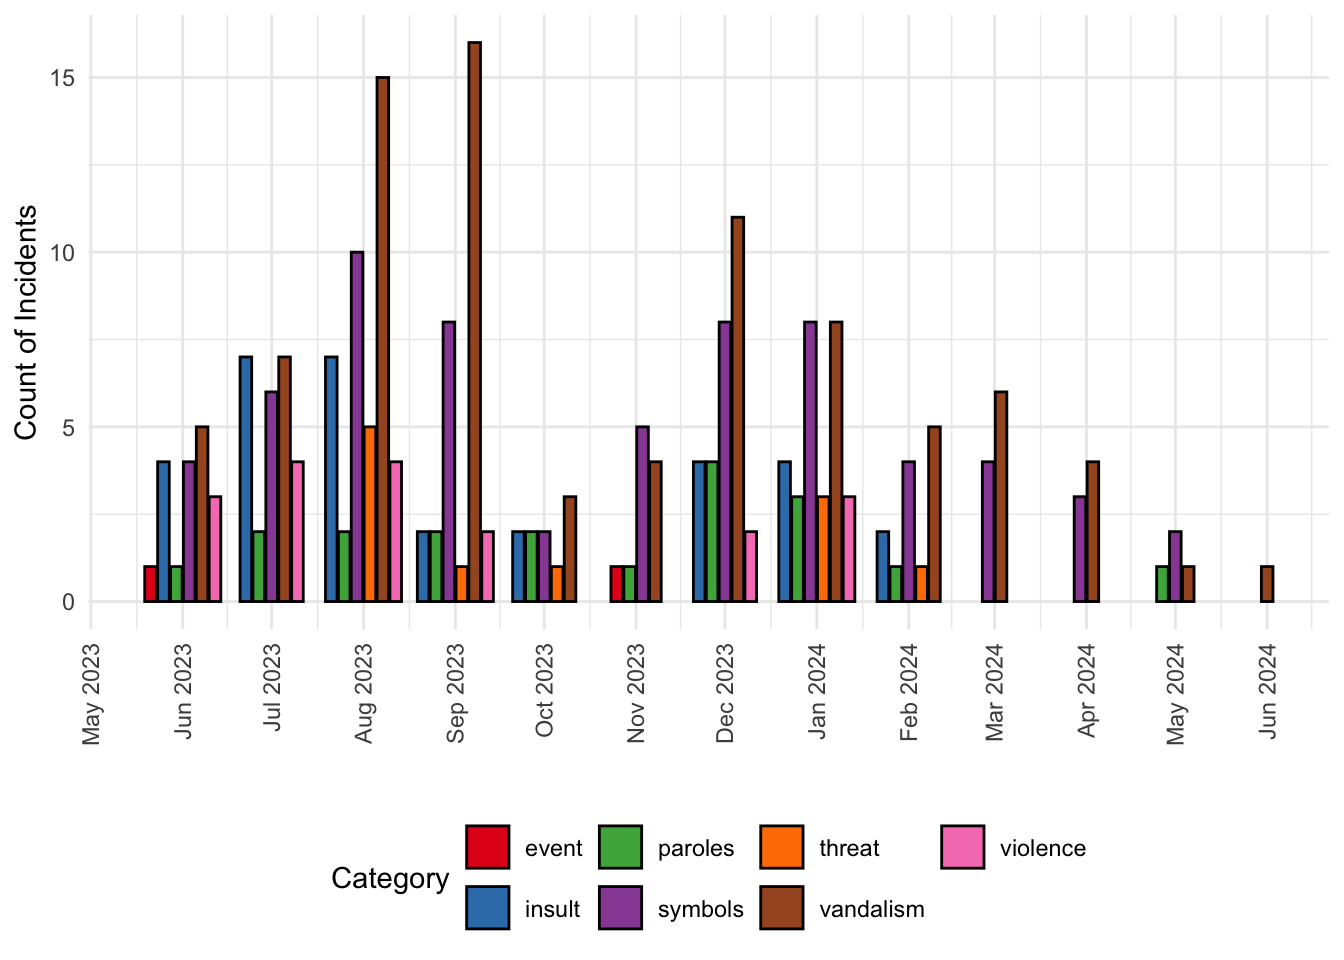 Count of Incidents
15
10
5
0
May 2023
Jun 2023
Jul 2023
Aug 2023
Sep 2023
Oct 2023
Nov 2023
Dec 2023
Jan 2024
Feb 2024
Mar 2024
Apr 2024
May 2024
Jun 2024
Category
event
paroles
threat
violence
insult
symbols
vandalism